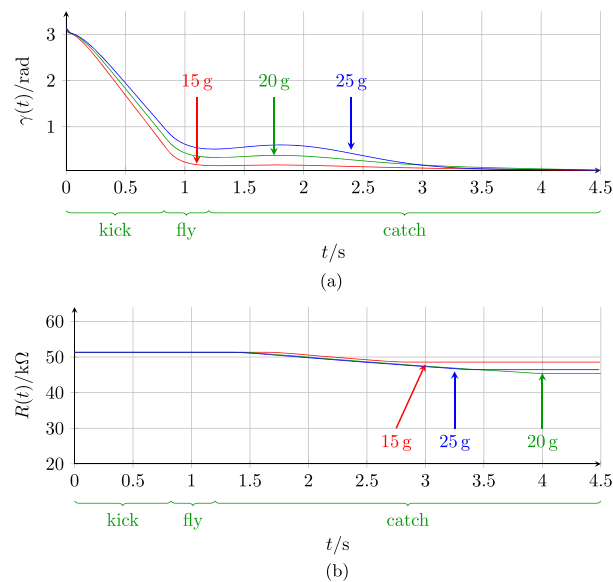 γ(t)/rad
3
2
1
15 g
20 g
25 g
0 0.5 1 1.5 2 2.5 3 3.5 4 4.5
kick fly catch
t/s
(a)
R(t)/kΩ
60
50
40
30
20
15 g
25 g
20 g
0 0.5 1 1.5 2 2.5 3 3.5 4 4.5
kick fly catch
t/s
(b)